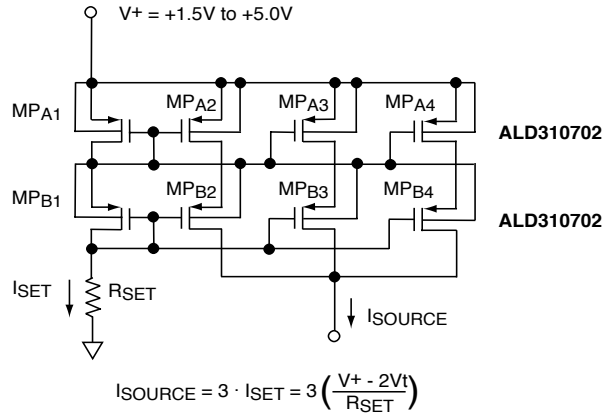 V+ = +1.5V to +5.0V
MPA1
MPA2
MPA3
MPA4
ALD310702
MPB1
MPB2
MPB3
MPB4
ALD310702
ISET
RSET
ISOURCE
ISOURCE = 3 · ISET = 3 ( V+ - 2Vt / RSET )